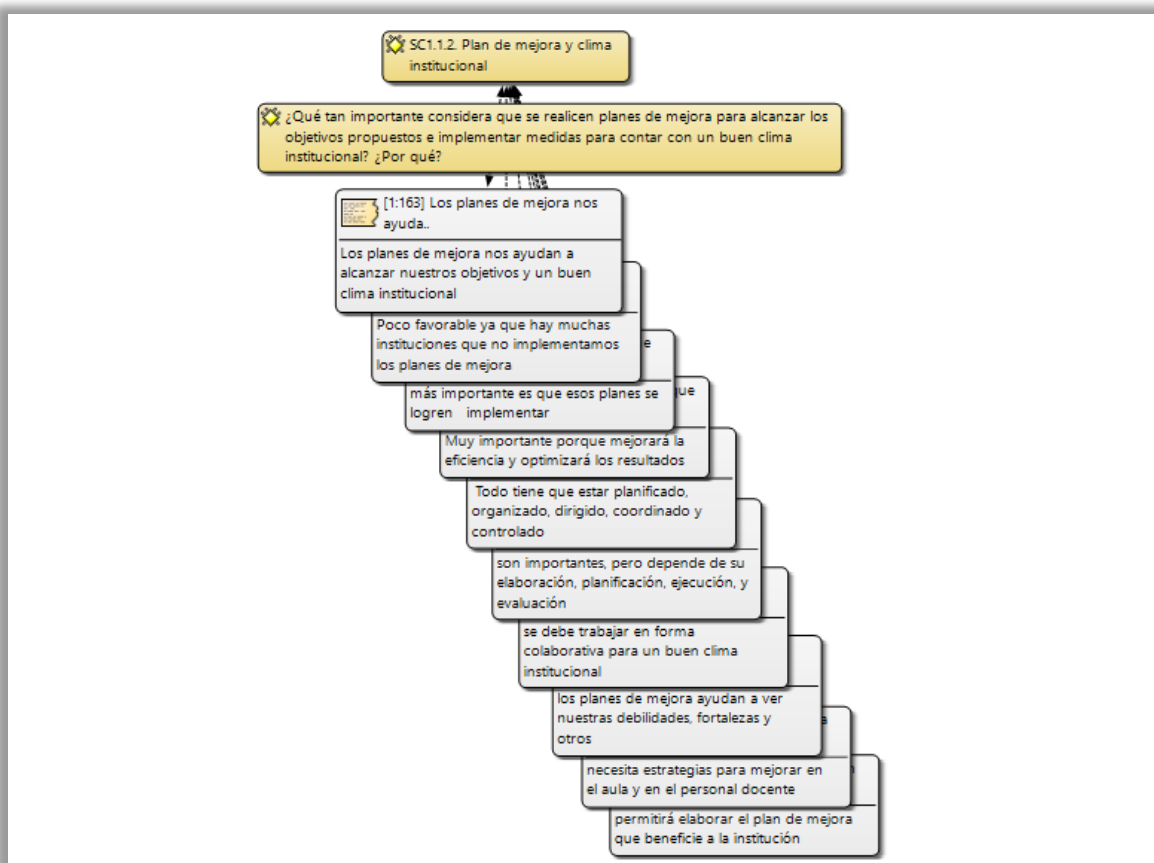 SC1.1.2. Plan de mejora y clima
institucional
¿Qué tan importante considera que se realicen planes de mejora para alcanzar los
objetivos propuestos e implementar medidas para contar con un buen clima
institucional? ¿Por qué?
[1:163] Los planes de mejora nos
ayuda..
Los planes de mejora nos ayudan a
alcanzar nuestros objetivos y un buen
clima institucional
Poco favorable ya que hay muchas
instituciones que no implementamos
los planes de mejora
más importante es que esos planes se
logren implementar
Muy importante porque mejorará la
eficiencia y optimizará los resultados
Todo tiene que estar planificado,
organizado, dirigido, coordinado y
controlado
son importantes, pero depende de su
elaboración, planificación, ejecución, y
evaluación
se debe trabajar en forma
colaborativa para un buen clima
institucional
los planes de mejora ayudan a ver
nuestras debilidades, fortalezas y
otros
necesita estrategias para mejorar en
el aula y en el personal docente
permitirá elaborar el plan de mejora
que beneficie a la institución